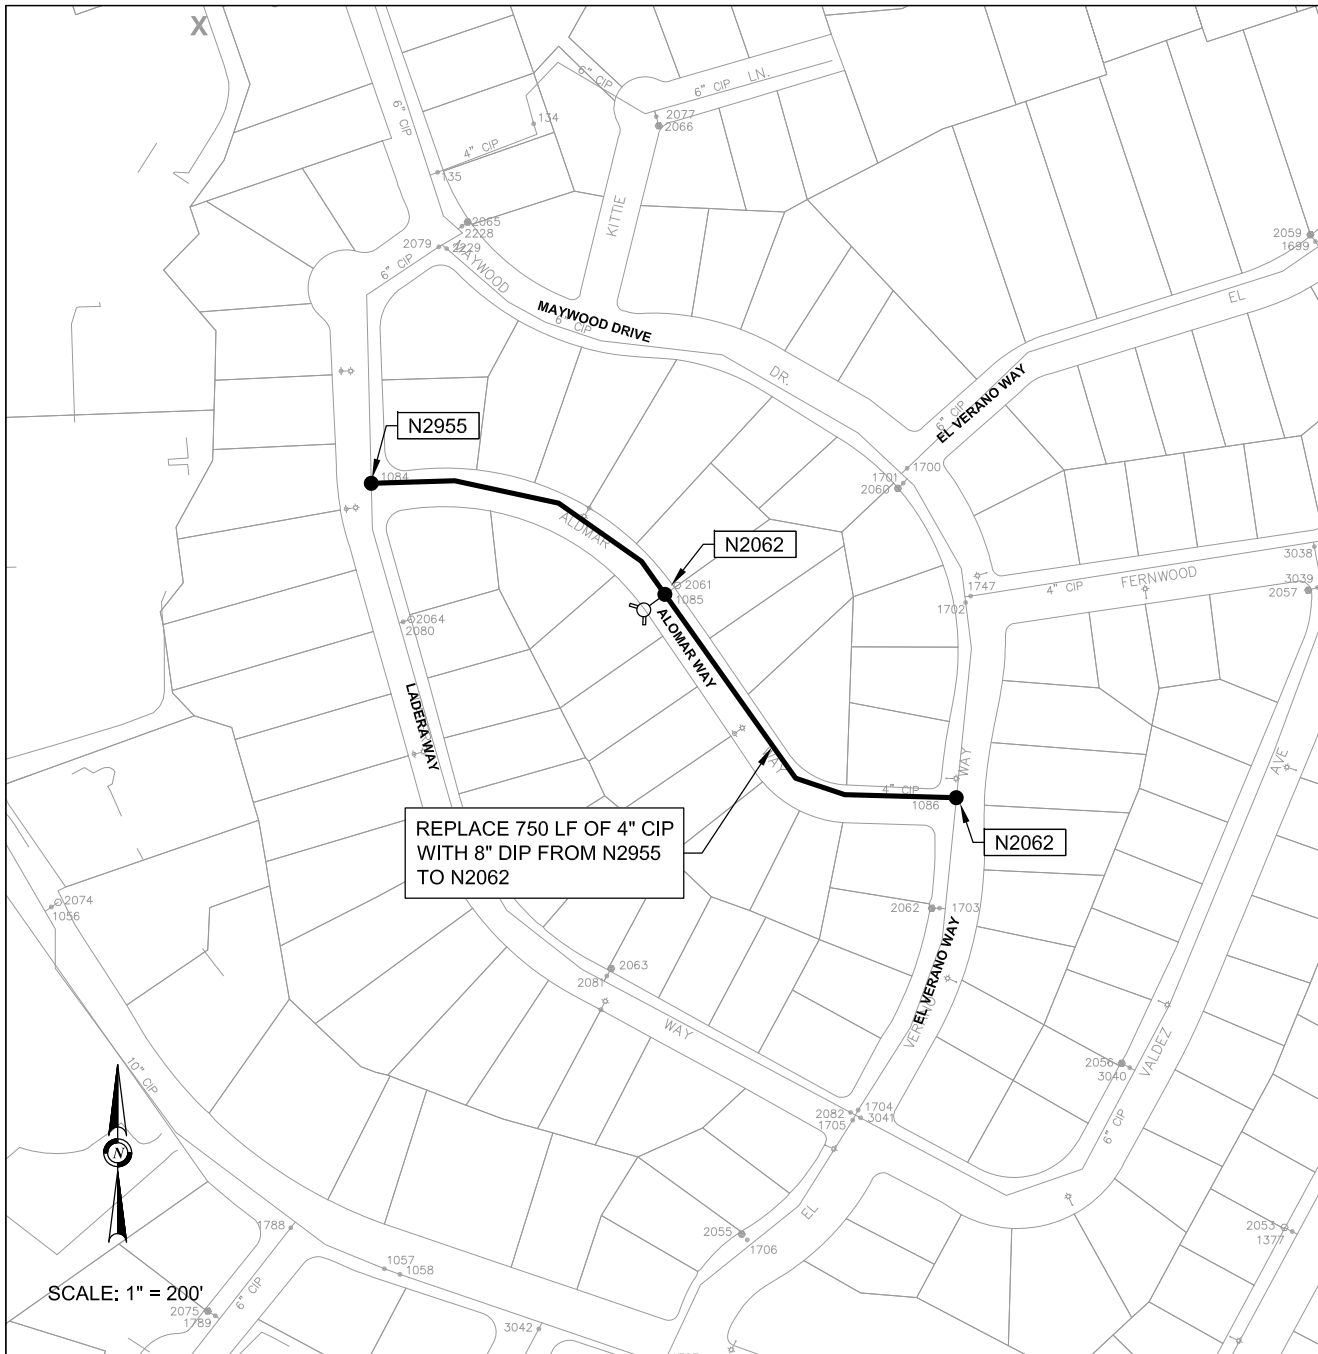 X
6" CIP
LN.
6" CIP
6" CIP
134
2077
2066
4" CIP
135
KITTIE
2065
2228
2079
2229
MAYWOOD
2059
1699
6" CIP
EL
MAYWOOD DRIVE
6" CIP
DR.
EL VERANO WAY
6" CIP
N2955
1084
1701
1700
2060
ALOMAR
N2062
3038
2061
1085
1747
4" CIP
FERNWOOD
3039
2057
1702
2064
2080
ALOMAR WAY
LADERA WAY
WAY
WAY
AVE
4" CIP
1086
REPLACE 750 LF OF 4" CIP
WITH 8" DIP FROM N2955
TO N2062
N2062
2074
1056
2062
1703
EL VERANO WAY
VERANO
2063
2081
WAY
10" CIP
2056
3040
VALDEZ
2082
1704
3041
1705
6" CIP
N
EL
1788
2055
1706
2053
1377
1057
1058
SCALE: 1" = 200'
6" CIP
2075
1789
3042